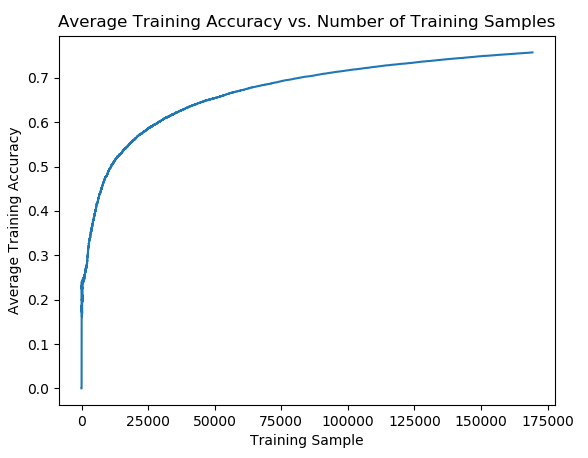 Average Training Accuracy vs. Number of Training Samples
Average Training Accuracy
0.7
0.6
0.5
0.4
0.3
0.2
0.1
0.0
0 25000 50000 75000 100000 125000 150000 175000
Training Sample